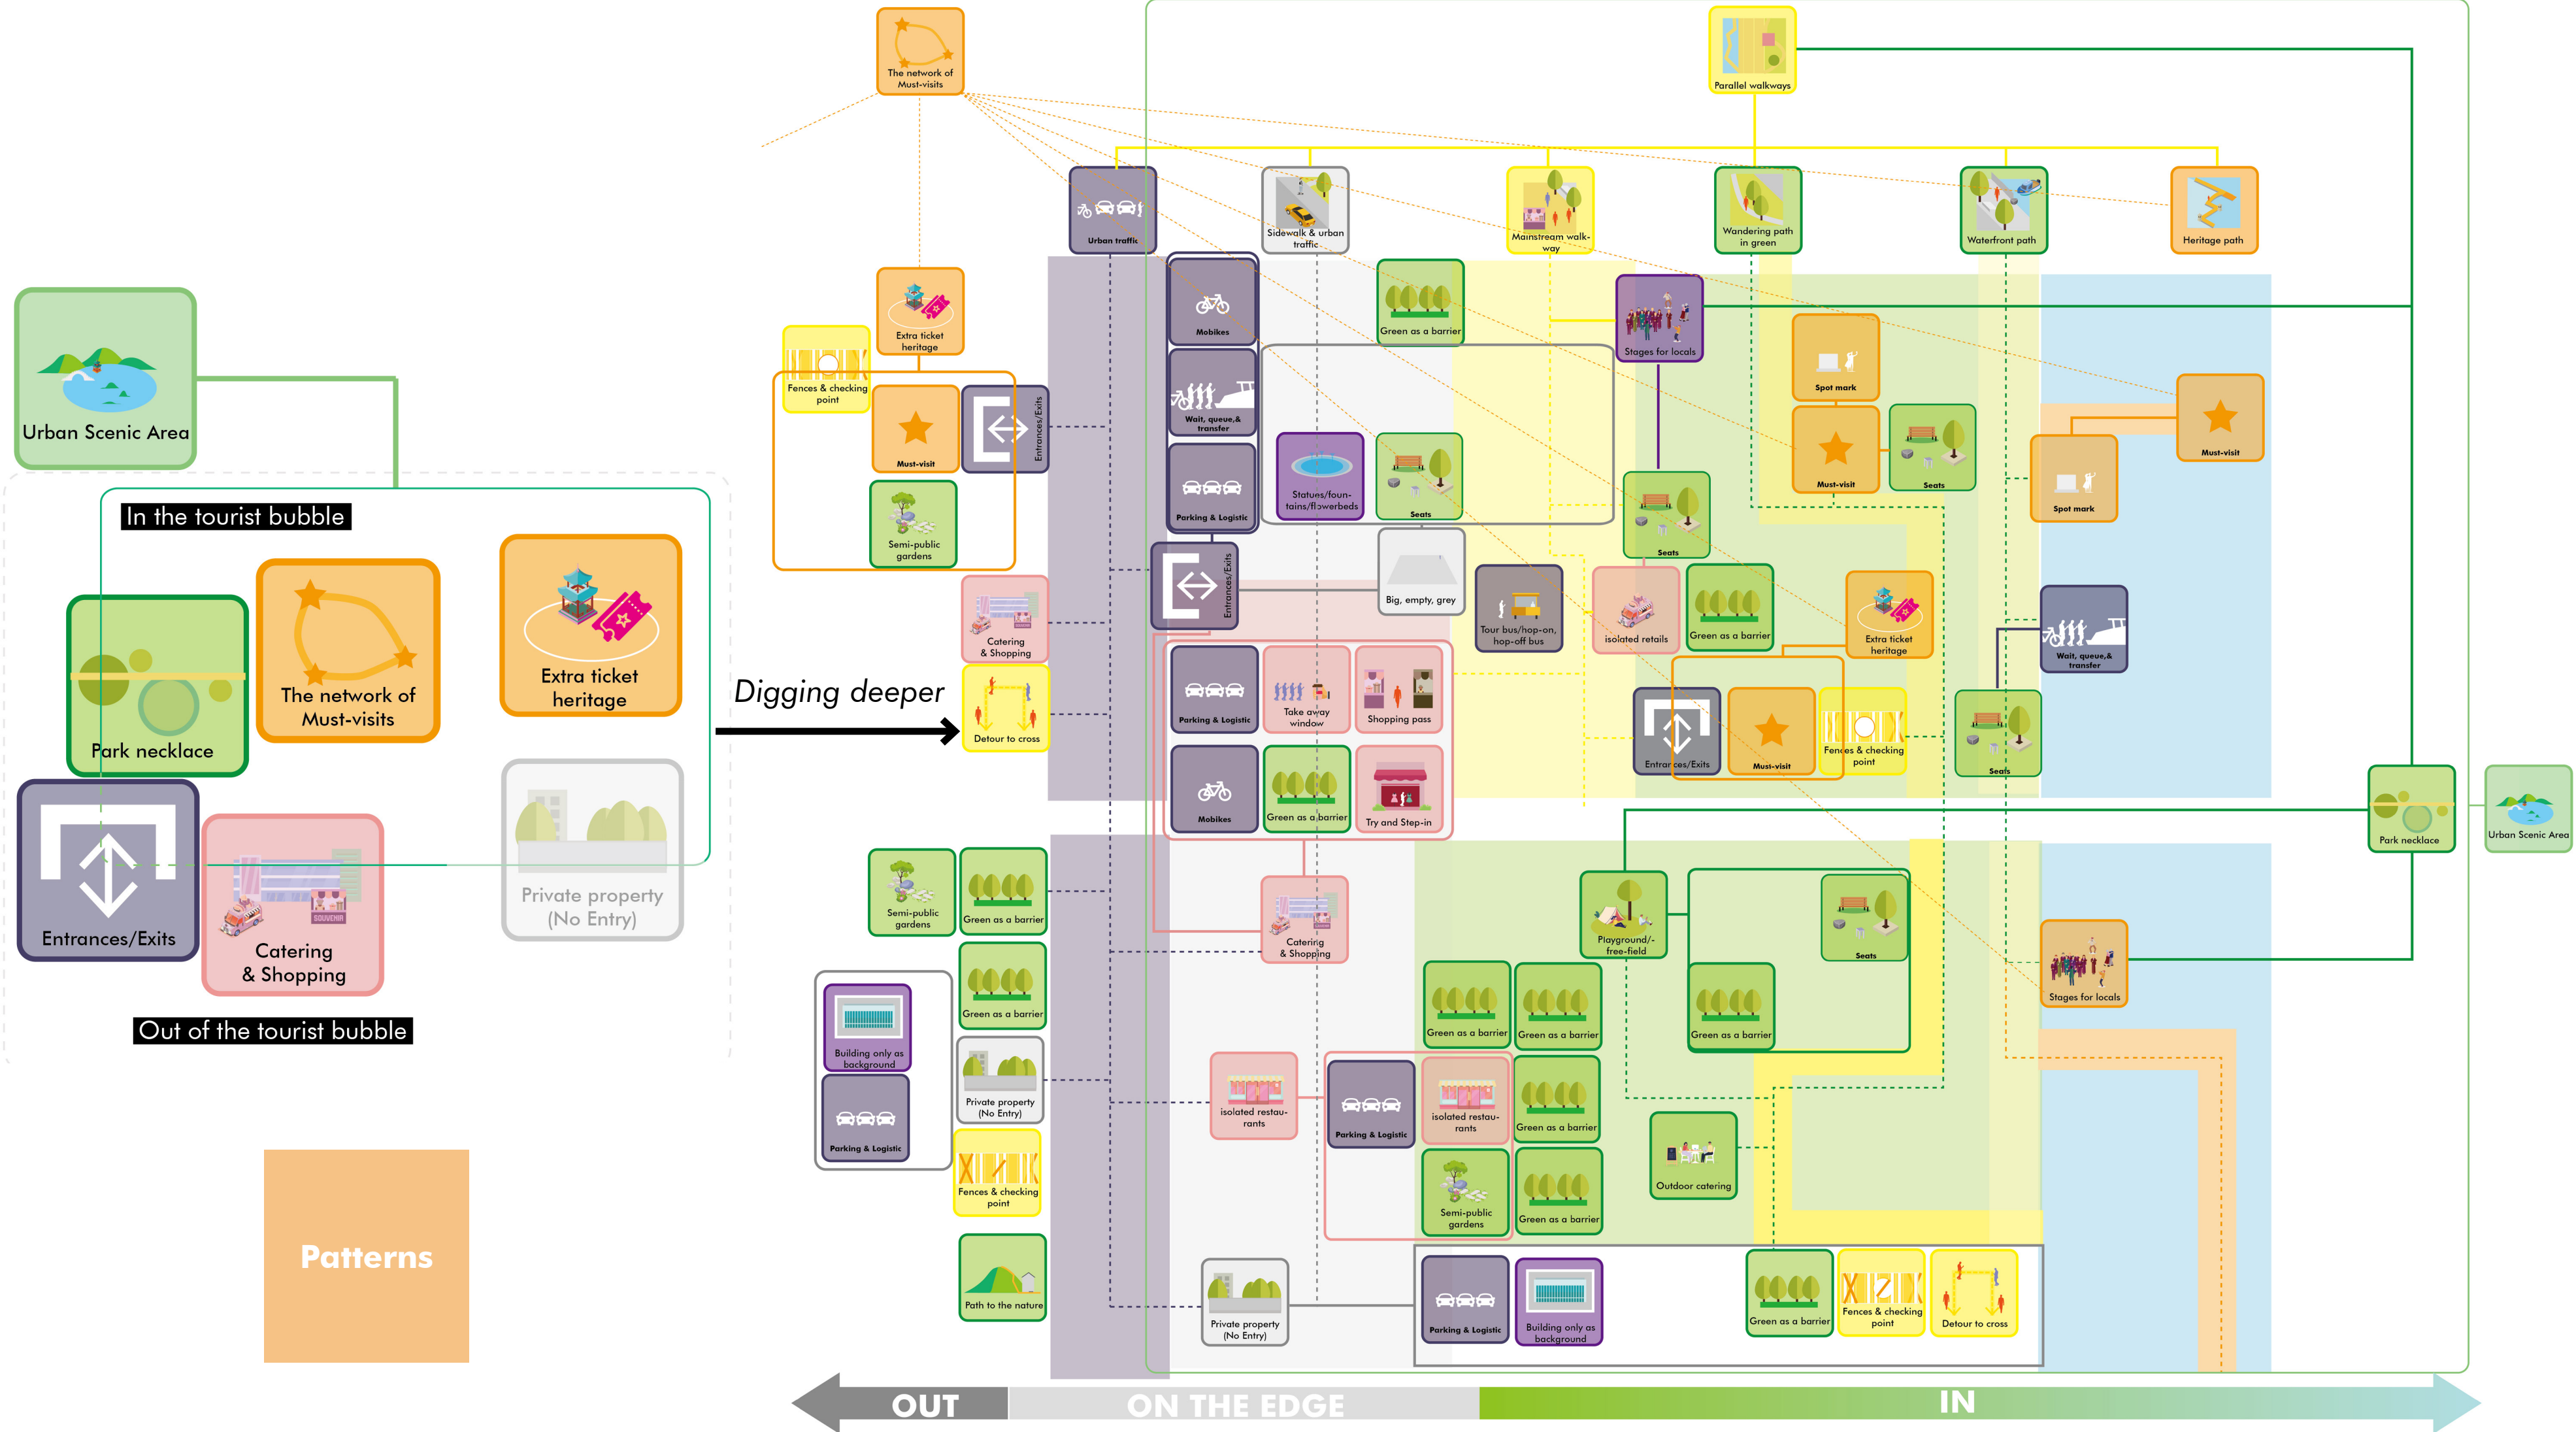 Urban Scenic Area
In the tourist bubble
Park necklace
The network of
Must-visits
Extra ticket
heritage
Entrances/Exits
Catering
& Shopping
Private property
(No Entry)
Out of the tourist bubble
Patterns
Digging deeper
The network of
Must-visits
Parallel walkways
Urban traffic
Sidewalk & urban
traffic
Mainstream walk-
way
Wandering path
in green
Waterfront path
Heritage path
Extra ticket
heritage
Fences & checking
point
Must-visit
Entrances/Exits
Semi-public
gardens
Catering
& Shopping
Detour to cross
Mobikes
Wait, queue,&
transfer
Parking & Logistic
Entrances/Exits
Green as a barrier
Statues/foun-
tains/flowerbeds
Seats
Big, empty, grey
Stages for locals
Seats
Spot mark
Must-visit
Seats
Must-visit
Spot mark
Tour bus/hop-on,
hop-off bus
isolated retails
Green as a barrier
Extra ticket
heritage
Wait, queue,&
transfer
Parking & Logistic
Take away
window
Shopping pass
Mobikes
Green as a barrier
Try and Step-in
Entrances/Exits
Must-visit
Fences & checking
point
Seats
Park necklace
Urban Scenic Area
Semi-public
gardens
Green as a barrier
Green as a barrier
Building only as
background
Parking & Logistic
Private property
(No Entry)
Fences & checking
point
Path to the nature
Catering
& Shopping
Playground/-
free-field
Seats
Green as a barrier
Green as a barrier
Green as a barrier
Stages for locals
isolated restau-
rants
Parking & Logistic
isolated restau-
rants
Green as a barrier
Semi-public
gardens
Green as a barrier
Outdoor catering
Private property
(No Entry)
Parking & Logistic
Building only as
background
Green as a barrier
Fences & checking
point
Detour to cross
OUT
ON THE EDGE
IN
SOUVENIR